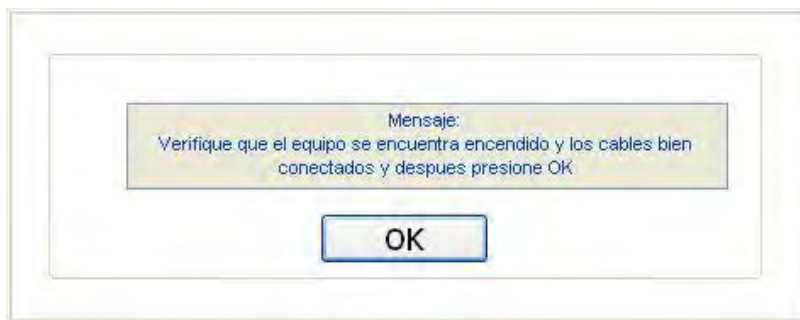 Mensaje:
Verifique que el equipo se encuentra encendido y los cables bien
conectados y despues presione OK
OK